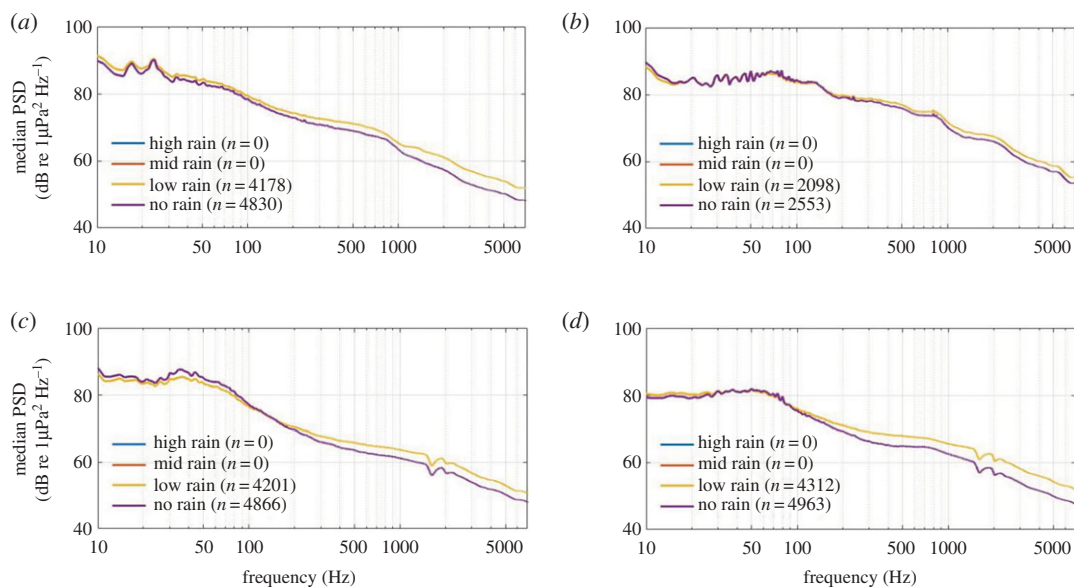 (a)
100
80
60
40
median PSD
(dB re 1µPa² Hz⁻¹)
high rain (n = 0)
mid rain (n = 0)
low rain (n = 4178)
no rain (n = 4830)
10 50 100 500 1000 5000
(b)
100
80
60
40
high rain (n = 0)
mid rain (n = 0)
low rain (n = 2098)
no rain (n = 2553)
10 50 100 500 1000 5000
(c)
100
80
60
40
median PSD
(dB re 1µPa² Hz⁻¹)
high rain (n = 0)
mid rain (n = 0)
low rain (n = 4201)
no rain (n = 4866)
10 50 100 500 1000 5000
frequency (Hz)
(d)
100
80
60
40
high rain (n = 0)
mid rain (n = 0)
low rain (n = 4312)
no rain (n = 4963)
10 50 100 500 1000 5000
frequency (Hz)